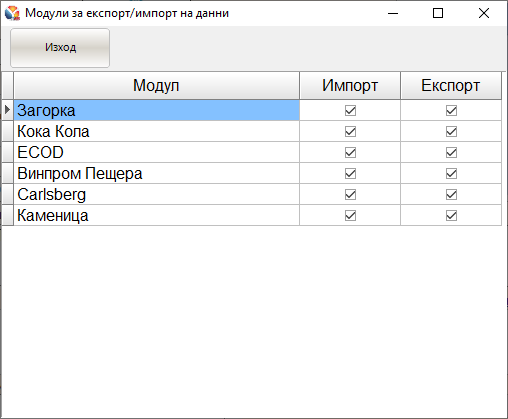 Модули за експорт/импорт на данни
Изход
Модул Импорт Експорт
Загорка
Кока Кола
ECOD
Винпром Пещера
Carlsberg
Каменица